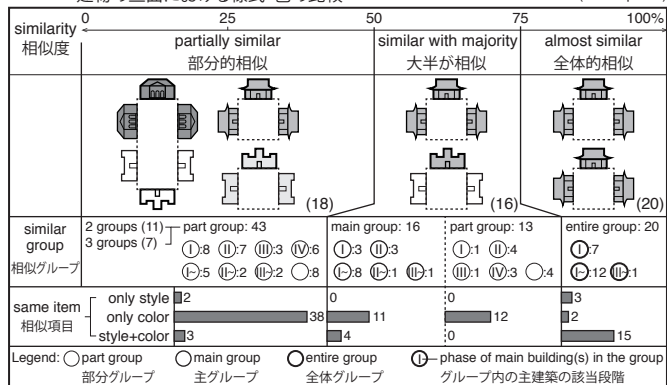 0 25 50 75 100%
similarity
相似度
partially similar
部分的相似
similar with majority
大半が相似
almost similar
全体的相似
(18) (16) (20)
similar group
相似グループ
2 groups (11)
3 groups (7)
part group: 43
Ⅰ:8 Ⅱ:7 Ⅲ:3 Ⅳ:6
Ⅰ~:5 Ⅱ~:2 Ⅲ~:2 :8
main group: 16
Ⅰ:3 Ⅱ:3
Ⅰ~:8 Ⅱ~:1 Ⅲ~:1
part group: 13
Ⅰ:1 Ⅱ:4
Ⅲ:1 Ⅳ:3 :4
entire group: 20
Ⅰ:7
Ⅰ~:12 Ⅲ~:1
same item
相似項目
only style 2 0 0 3
only color 38 11 12 2
style+color 3 4 0 15
Legend: part group main group entire group Ⅰ~ phase of main building(s) in the group
部分グループ 主グループ 全体グループ グループ内の主建築の該当段階